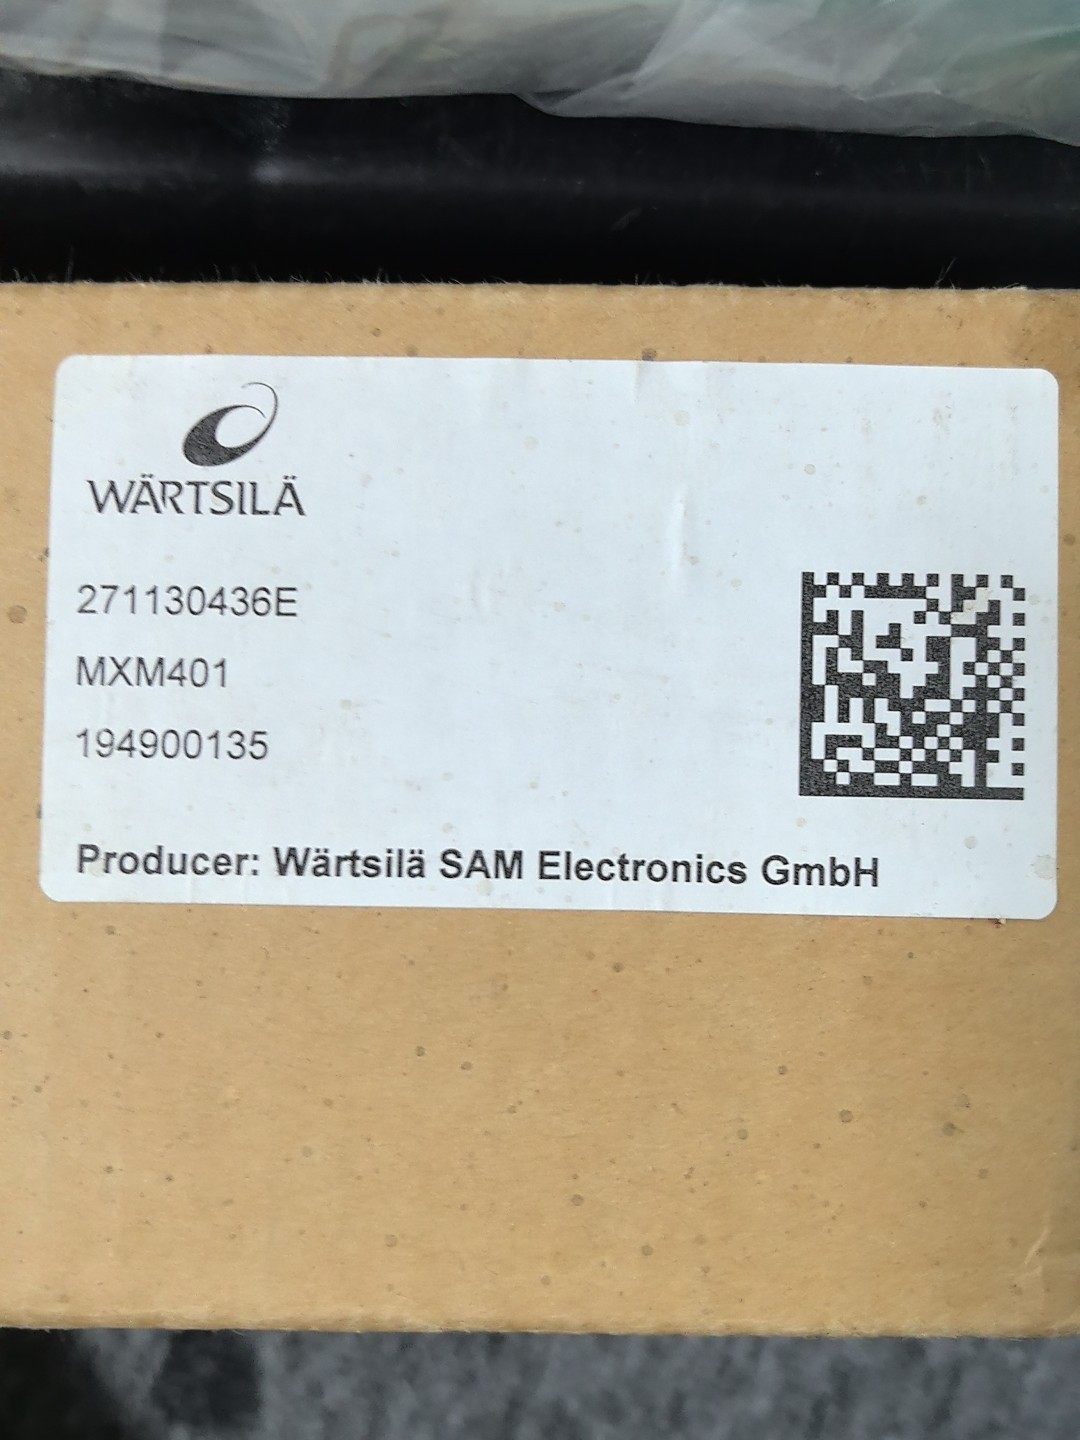 WÄRTSILÄ
271130436E
MXM401
194900135
Producer: Wärtsilä SAM Electronics GmbH